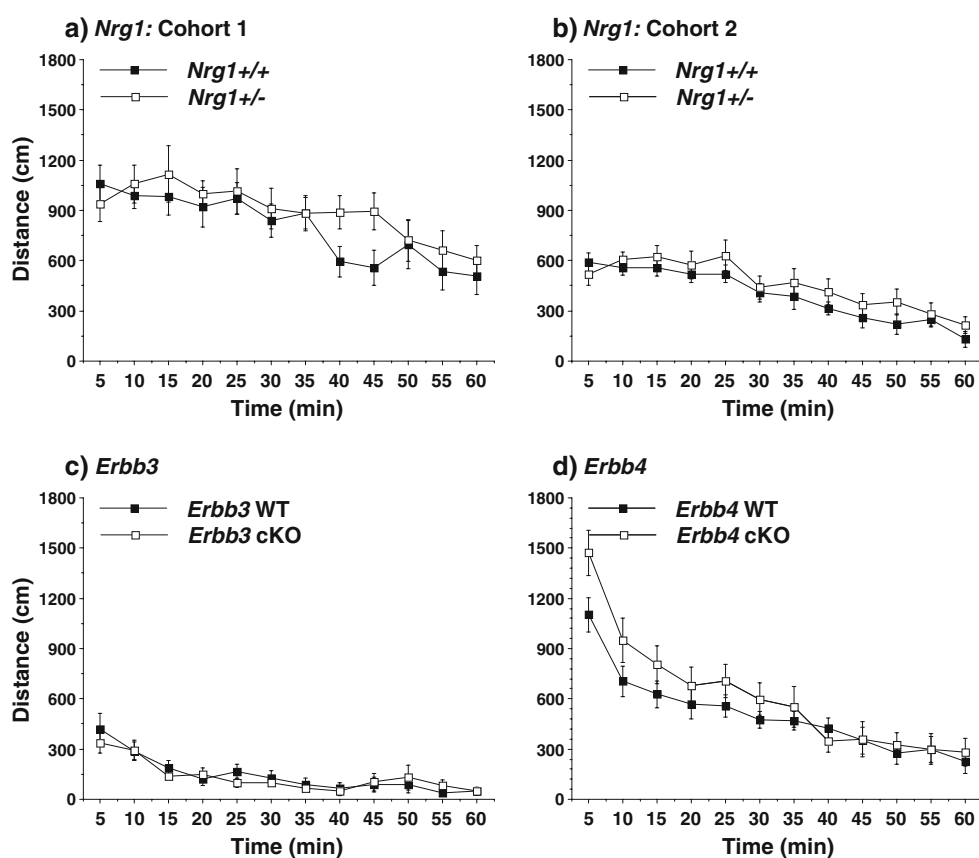 a) Nrg1: Cohort 1
Nrg1+/+
Nrg1+/-
1800
1500
1200
900
600
300
0
Distance (cm)
5 10 15 20 25 30 35 40 45 50 55 60
Time (min)
b) Nrg1: Cohort 2
Nrg1+/+
Nrg1+/-
1800
1500
1200
900
600
300
0
5 10 15 20 25 30 35 40 45 50 55 60
Time (min)
c) Erbb3
Erbb3 WT
Erbb3 cKO
1800
1500
1200
900
600
300
0
Distance (cm)
5 10 15 20 25 30 35 40 45 50 55 60
Time (min)
d) Erbb4
Erbb4 WT
Erbb4 cKO
1800
1500
1200
900
600
300
0
5 10 15 20 25 30 35 40 45 50 55 60
Time (min)